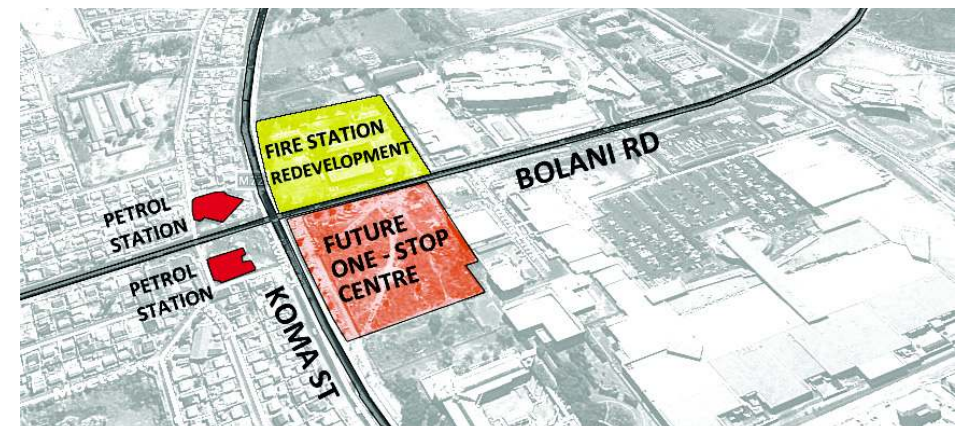 FIRE STATION
REDEVELOPMENT
BOLANI RD
PETROL
STATION
FUTURE
ONE - STOP
CENTRE
PETROL
STATION
KOMA ST